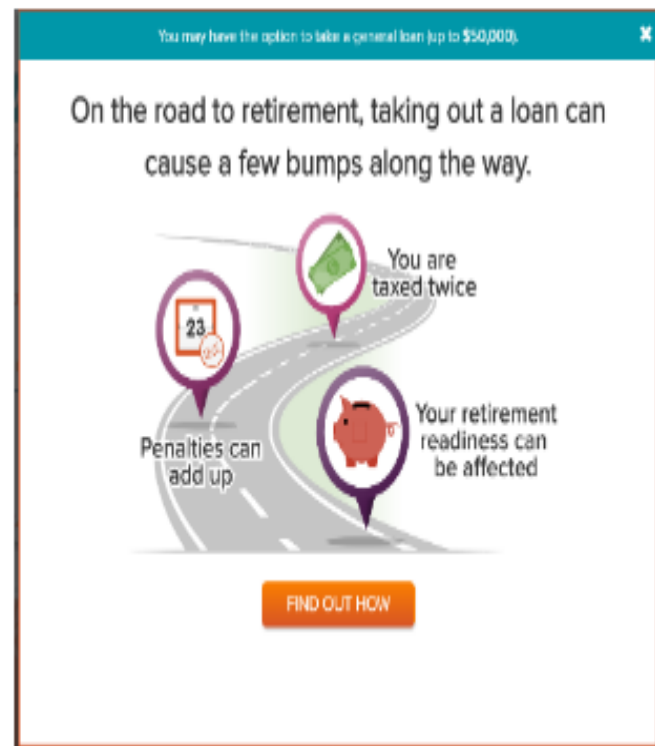 You may have the option to take a general loan (up to $50,000).
On the road to retirement, taking out a loan can
cause a few bumps along the way.
You are
taxed twice
23
Penalties can
add up
Your retirement
readiness can
be affected
FIND OUT HOW